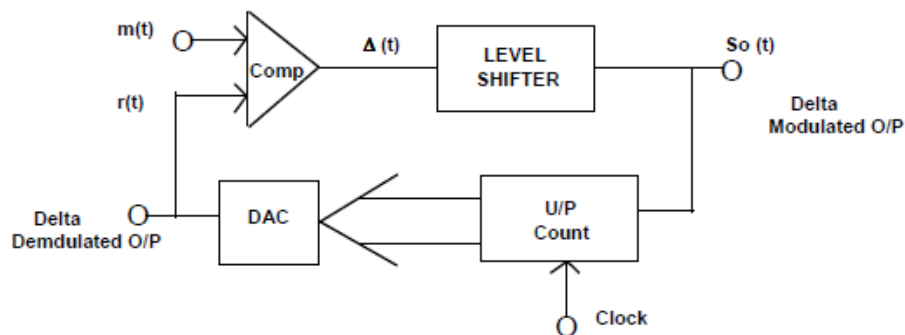 m(t)
Δ (t)
LEVEL
SHIFTER
So (t)
Comp
r(t)
Delta
Modulated O/P
DAC
U/P
Count
Delta
Demdulated O/P
Clock